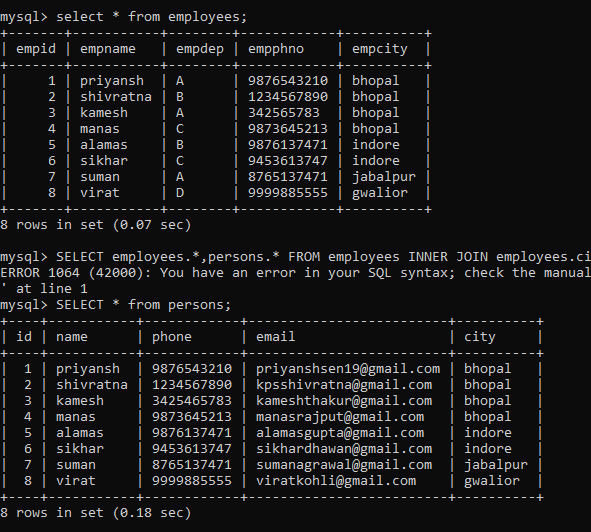 mysql> select * from employees;
+-------+-----------+--------+------------+----------+
| empid | empname   | empdep | empphno    | empcity  |
+-------+-----------+--------+------------+----------+
|     1 | priyansh  | A      | 9876543210 | bhopal   |
|     2 | shivratna | B      | 1234567890 | bhopal   |
|     3 | kamesh    | A      | 342565783  | bhopal   |
|     4 | manas     | C      | 9873645213 | bhopal   |
|     5 | alamas    | B      | 9876137471 | indore   |
|     6 | sikhar    | C      | 9453613747 | indore   |
|     7 | suman     | A      | 8765137471 | jabalpur |
|     8 | virat     | D      | 9999885555 | gwalior  |
+-------+-----------+--------+------------+----------+
8 rows in set (0.07 sec)
mysql> SELECT employees.*,persons.* FROM employees INNER JOIN employees.ci
ERROR 1064 (42000): You have an error in your SQL syntax; check the manual
' at line 1
mysql> SELECT * from persons;
+----+-----------+------------+-------------------------+----------+
| id | name      | phone      | email                   | city     |
+----+-----------+------------+-------------------------+----------+
|  1 | priyansh  | 9876543210 | priyanshsen19@gmail.com | bhopal   |
|  2 | shivratna | 1234567890 | kpsshivratna@gmail.com  | bhopal   |
|  3 | kamesh    | 3425465783 | kameshthakur@gmail.com  | bhopal   |
|  4 | manas     | 9873645213 | manasrajput@gmail.com   | bhopal   |
|  5 | alamas    | 9876137471 | alamasgupta@gmail.com   | indore   |
|  6 | sikhar    | 9453613747 | sikhardhawan@gmail.com  | indore   |
|  7 | suman     | 8765137471 | sumanagrawal@gmail.com  | jabalpur |
|  8 | virat     | 9999885555 | viratkohli@gmail.com    | gwalior  |
+----+-----------+------------+-------------------------+----------+
8 rows in set (0.18 sec)